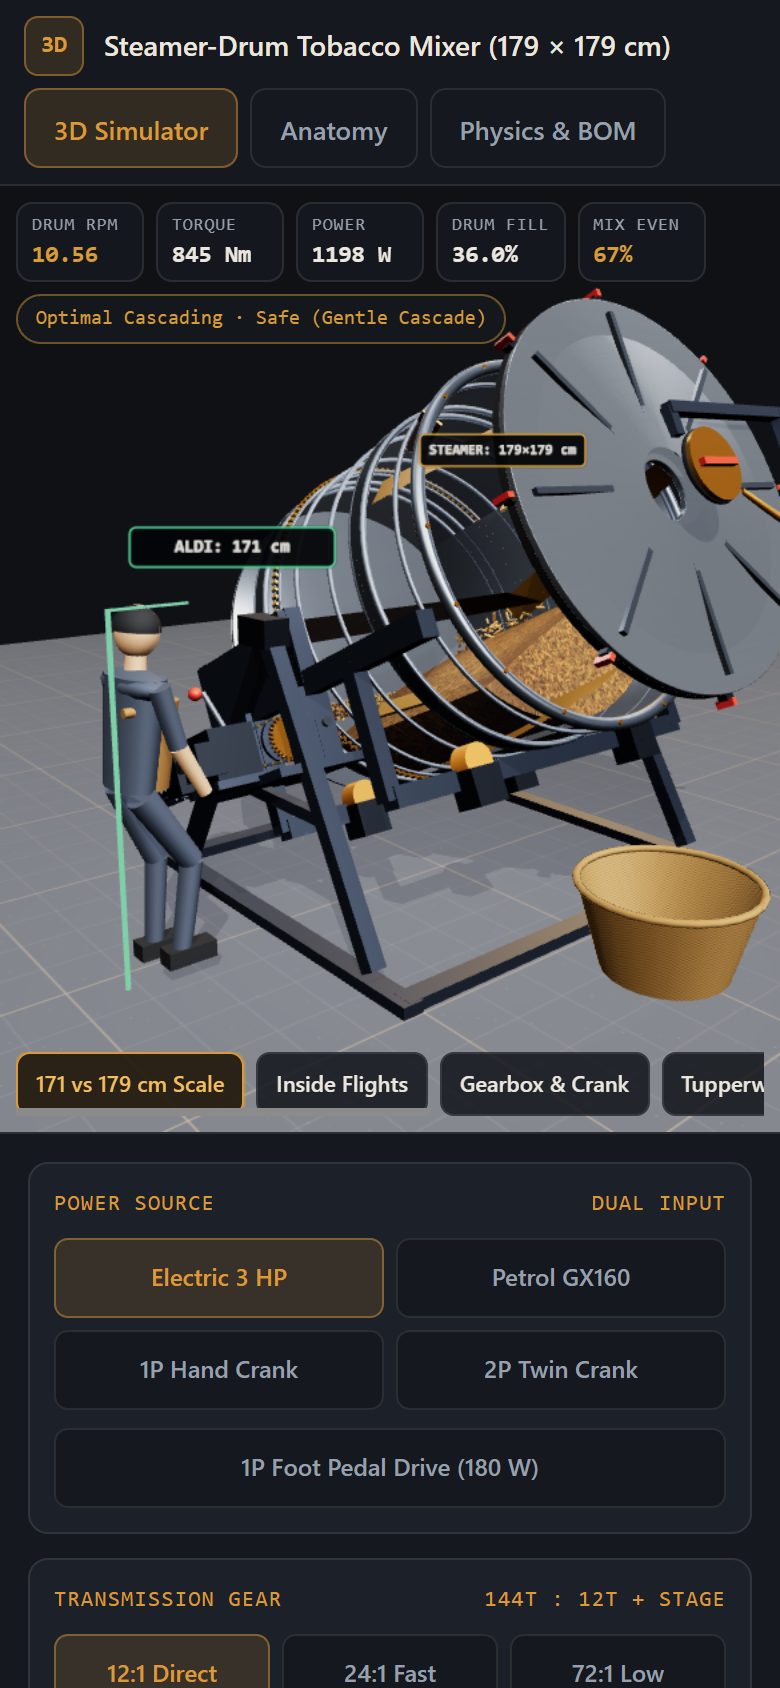 3D
Steamer-Drum Tobacco Mixer (179 × 179 cm)
3D Simulator
Anatomy
Physics & BOM
DRUM RPM
10.56
TORQUE
845 Nm
POWER
1198 W
DRUM FILL
36.0%
MIX EVEN
67%
Optimal Cascading · Safe (Gentle Cascade)
STEAMER: 179×179 cm
ALDI: 171 cm
171 vs 179 cm Scale
Inside Flights
Gearbox & Crank
Tupperw
POWER SOURCE
DUAL INPUT
Electric 3 HP
Petrol GX160
1P Hand Crank
2P Twin Crank
1P Foot Pedal Drive (180 W)
TRANSMISSION GEAR
144T : 12T + STAGE
12:1 Direct
24:1 Fast
72:1 Low